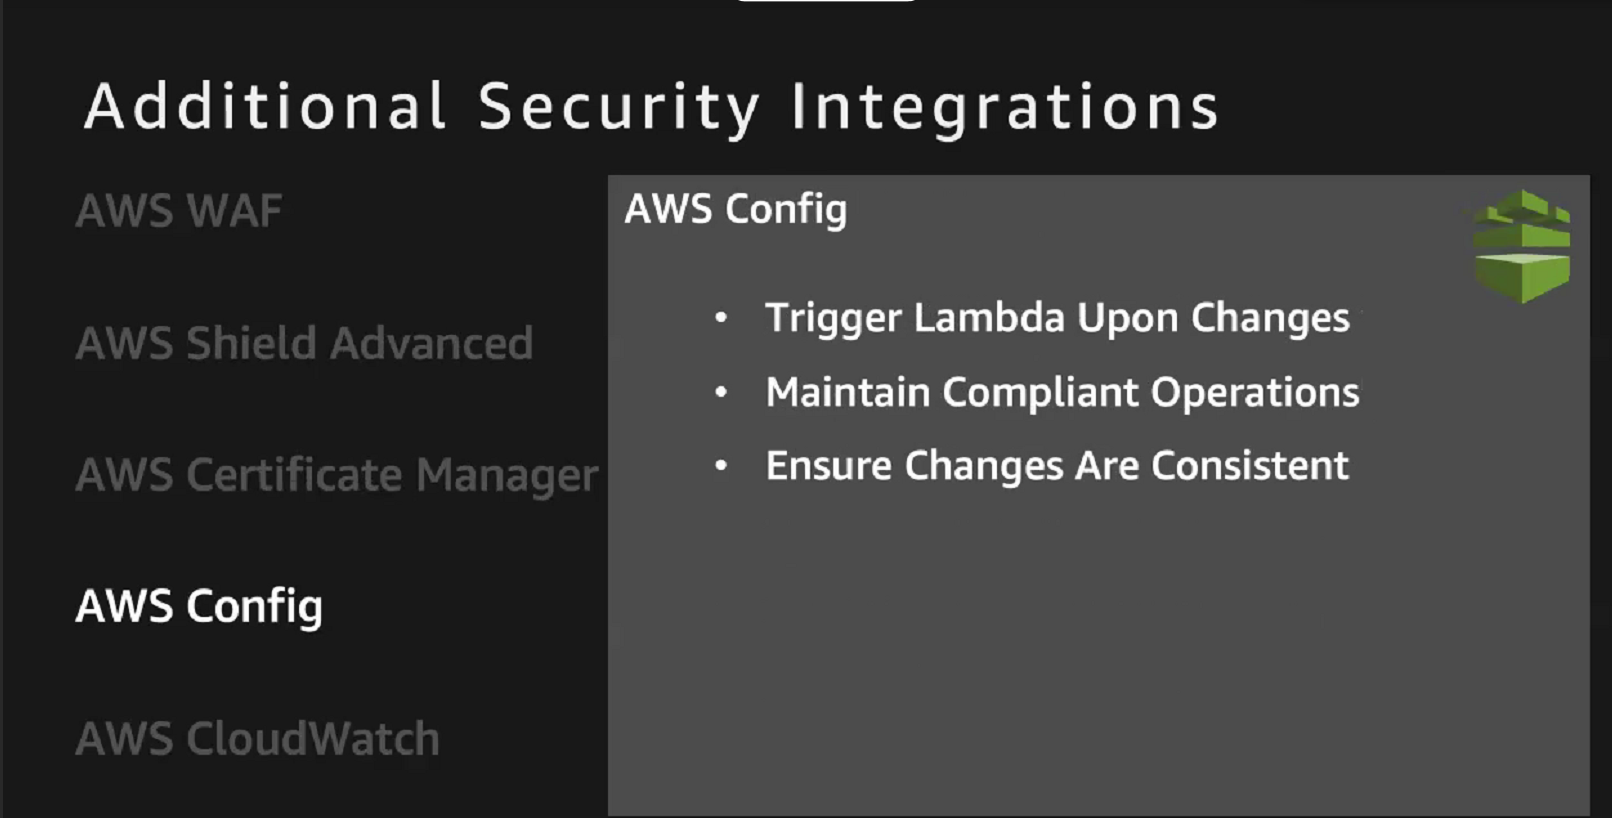 Additional Security Integrations
AWS WAF
AWS Shield Advanced
AWS Certificate Manager
AWS Config
AWS CloudWatch
AWS Config
• Trigger Lambda Upon Changes
• Maintain Compliant Operations
• Ensure Changes Are Consistent